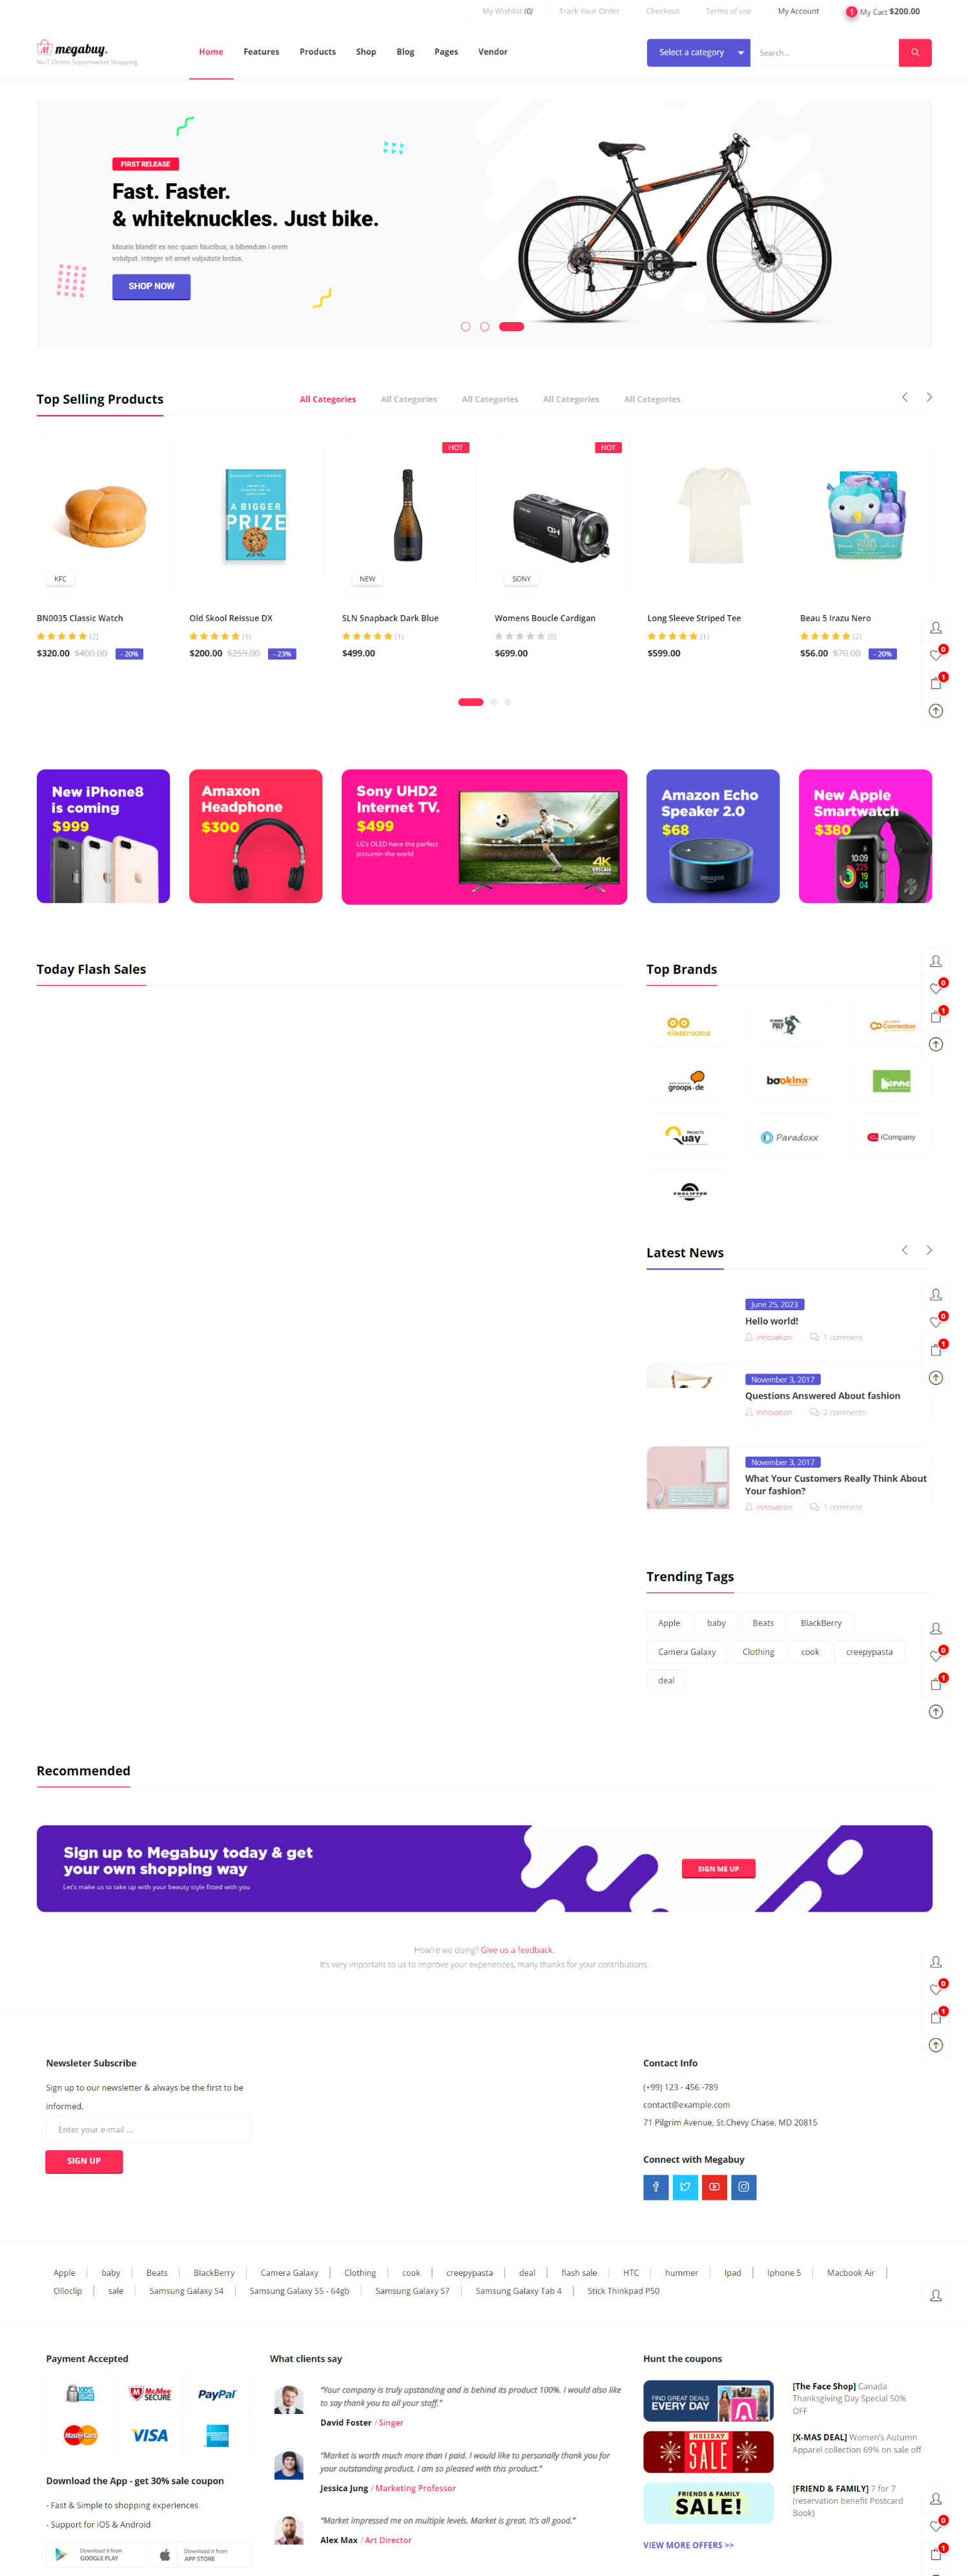 My Wishlist (0)
Track Your Order
Checkout
Terms of use
My Account
1 My Cart $200.00
megabuy.
No.1 Online Supermarket Shopping
Home
Features
Products
Shop
Blog
Pages
Vendor
Select a category
Search...
FIRST RELEASE
Fast. Faster.
& whiteknuckles. Just bike.
Mauris blandit ex nec quam faucibus, a bibendum l orem
volutpat. Integer sit amet vulputate lectus.
SHOP NOW
Top Selling Products
All Categories
All Categories
All Categories
All Categories
All Categories
KFC
BN0035 Classic Watch
(2)
$320.00 $400.00 - 20%
A BIGGER
PRIZE
Old Skool Reissue DX
(1)
$200.00 $259.00 - 23%
HOT
NEW
SLN Snapback Dark Blue
(1)
$499.00
HOT
SONY
Womens Boucle Cardigan
(0)
$699.00
Long Sleeve Striped Tee
(1)
$599.00
Beau 5 Irazu Nero
(2)
$56.00 $70.00 - 20%
0
1
New iPhone8
is coming
$999
Amaxon
Headphone
$300
Sony UHD2
Internet TV.
$499
LG's OLED have the perfect
picturein the world
4K
UPSCALE
Amazon Echo
Speaker 2.0
$68
amazon
New Apple
Smartwatch
$380
10:09
Today Flash Sales
Top Brands
classrooms
PULP
Connection
groops.de
bookina
Kenne
PROJECTS
Quay
Paradoxx
iCompany
FOGLIFTER
0
1
Latest News
June 25, 2023
Hello world!
innovation
1 comment
November 3, 2017
Questions Answered About fashion
innovation
2 comments
November 3, 2017
What Your Customers Really Think About
Your fashion?
innovation
1 comment
0
1
Trending Tags
Apple
baby
Beats
BlackBerry
Camera Galaxy
Clothing
cook
creepypasta
deal
0
1
Recommended
Sign up to Megabuy today & get
your own shopping way
Let's make us to take up with your beauty style fitted with you
SIGN ME UP
How're we doing? Give us a feedback.
It's very important to us to improve your experiences, many thanks for your contributions.
0
1
Newsleter Subscribe
Sign up to our newsletter & always be the first to be
informed.
Enter your e-mail ...
SIGN UP
Contact Info
(+99) 123 - 456 -789
contact@example.com
71 Pilgrim Avenue, St.Chevy Chase, MD 20815
Connect with Megabuy
Apple
baby
Beats
BlackBerry
Camera Galaxy
Clothing
cook
creepypasta
deal
flash sale
HTC
hummer
Ipad
Iphone 5
Macbook Air
Olloclip
sale
Samsung Galaxy S4
Samsung Galaxy S5 - 64gb
Samsung Galaxy S7
Samsung Galaxy Tab 4
Stick Thinkpad P50
Payment Accepted
100%
McAfee
SECURE
PayPal
MasterCard
VISA
Download the App - get 30% sale coupon
- Fast & Simple to shopping experiences
- Support for iOS & Android
Download it from
GOOGLE PLAY
Download it from
APP STORE
What clients say
"Your company is truly upstanding and is behind its product 100%. I would also like
to say thank you to all your staff."
David Foster / Singer
"Market is worth much more than I paid. I would like to personally thank you for
your outstanding product. I am so pleased with this product."
Jessica Jung / Marketing Professor
"Market impressed me on multiple levels. Market is great. It's all good."
Alex Max / Art Director
Hunt the coupons
FIND GREAT DEALS
EVERY DAY
[The Face Shop] Canada
Thanksgiving Day Special 50%
OFF
HOLIDAY
SALE
[X-MAS DEAL] Women's Autumn
Apparel collection 69% on sale off
FRIENDS & FAMILY
SALE!
[FRIEND & FAMILY] 7 for 7
(reservation benefit Postcard
Book)
VIEW MORE OFFERS >>
0
1